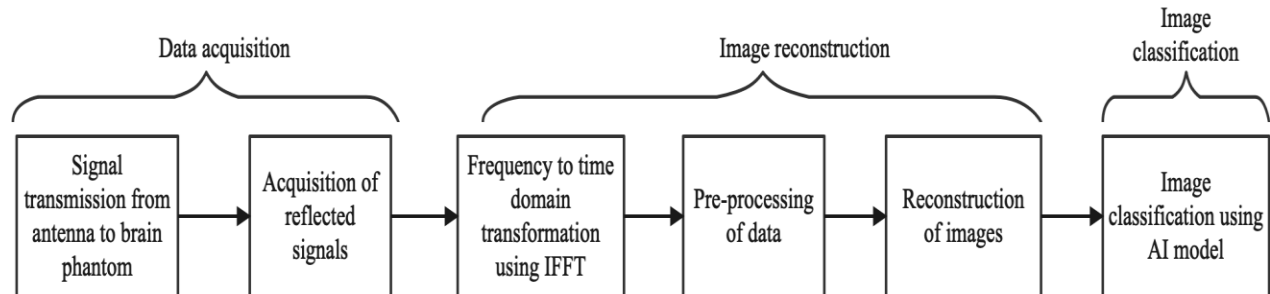 Data acquisition
Image reconstruction
Image
classification
Signal
transmission from
antenna to brain
phantom
Acquisition of
reflected
signals
Frequency to time
domain
transformation
using IFFT
Pre-processing
of data
Reconstruction
of images
Image
classification using
AI model